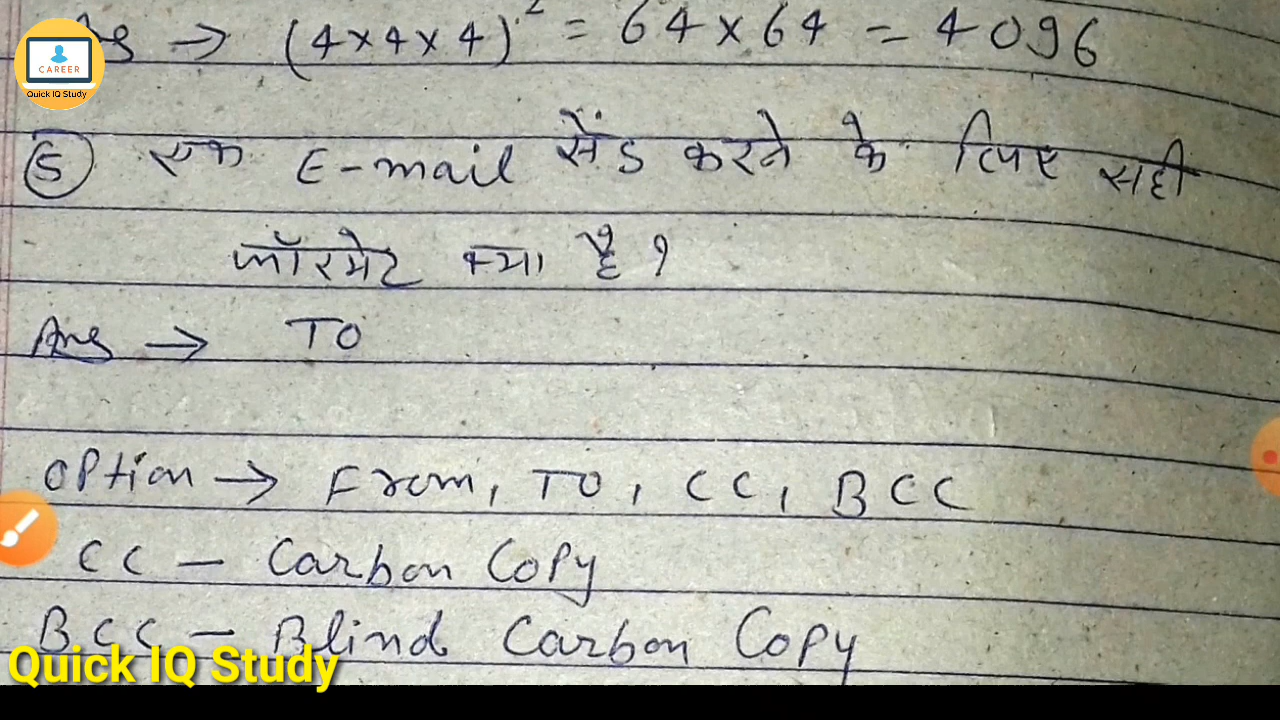 Ans → (4×4×4)² = 64×64 = 4096
CAREER
Quick IQ Study
⑤ एक E-mail सैंड करने के लिए सही
फॉरमेट क्या है?
Ans → TO
Option → From, TO, CC, BCC
CC – Carbon Copy
BCC – Blind Carbon Copy
Quick IQ Study